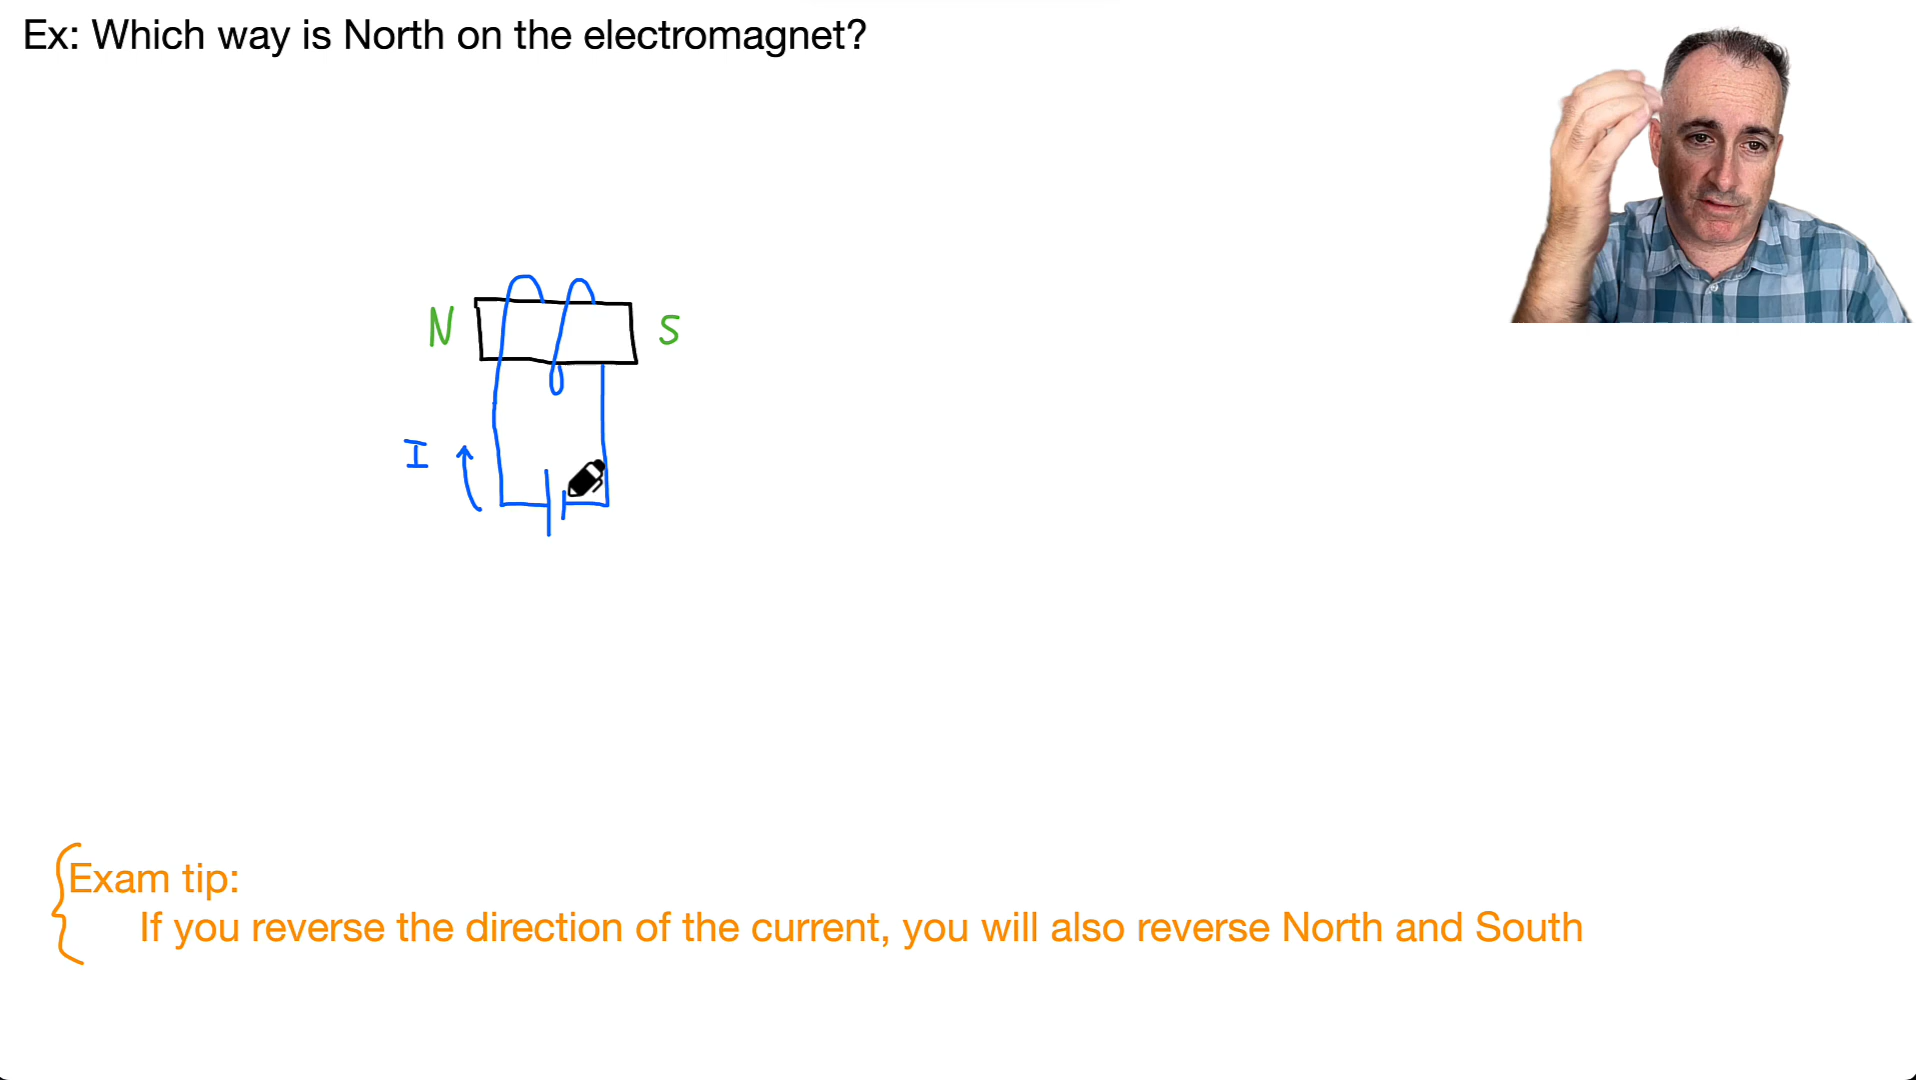 Ex: Which way is North on the electromagnet?
N
S
I
Exam tip:
If you reverse the direction of the current, you will also reverse North and South